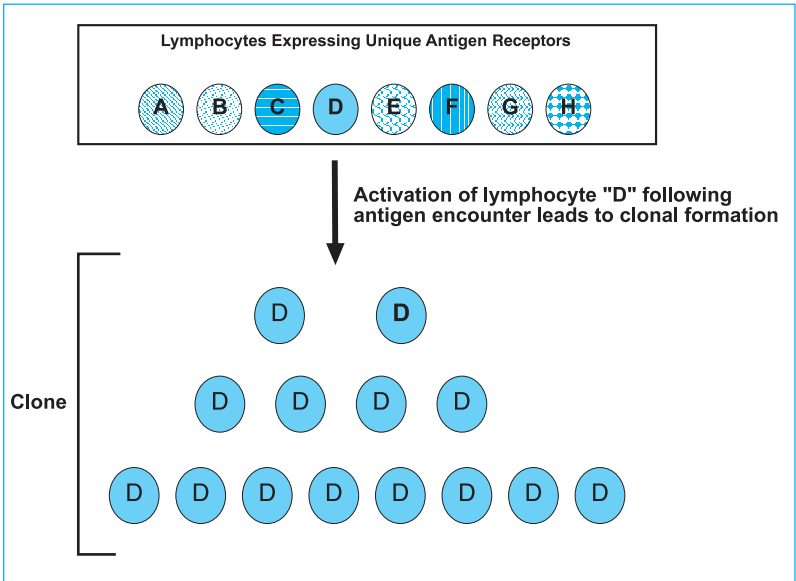 Lymphocytes Expressing Unique Antigen Receptors
A B C D E F G H
Activation of lymphocyte "D" following
antigen encounter leads to clonal formation
D D
Clone
D D D D
D D D D D D D D